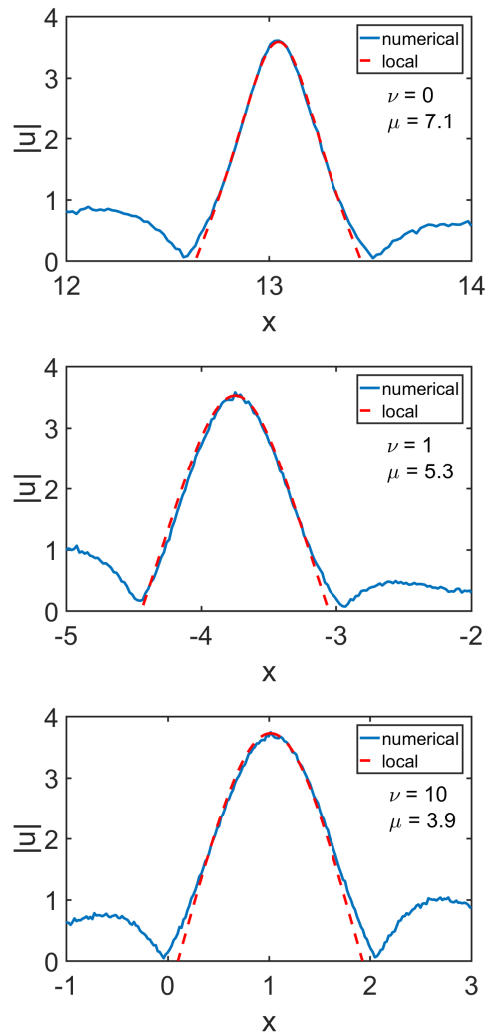 4
3
2
1
0
|u|
numerical
local
ν = 0
μ = 7.1
12
13
14
x
4
3
2
1
0
|u|
numerical
local
ν = 1
μ = 5.3
-5
-4
-3
-2
x
4
3
2
1
0
|u|
numerical
local
ν = 10
μ = 3.9
-1
0
1
2
3
x